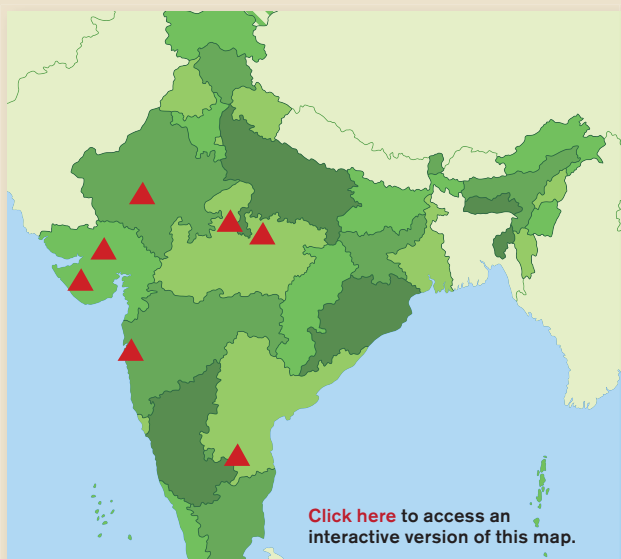 Click here to access an
interactive version of this map.